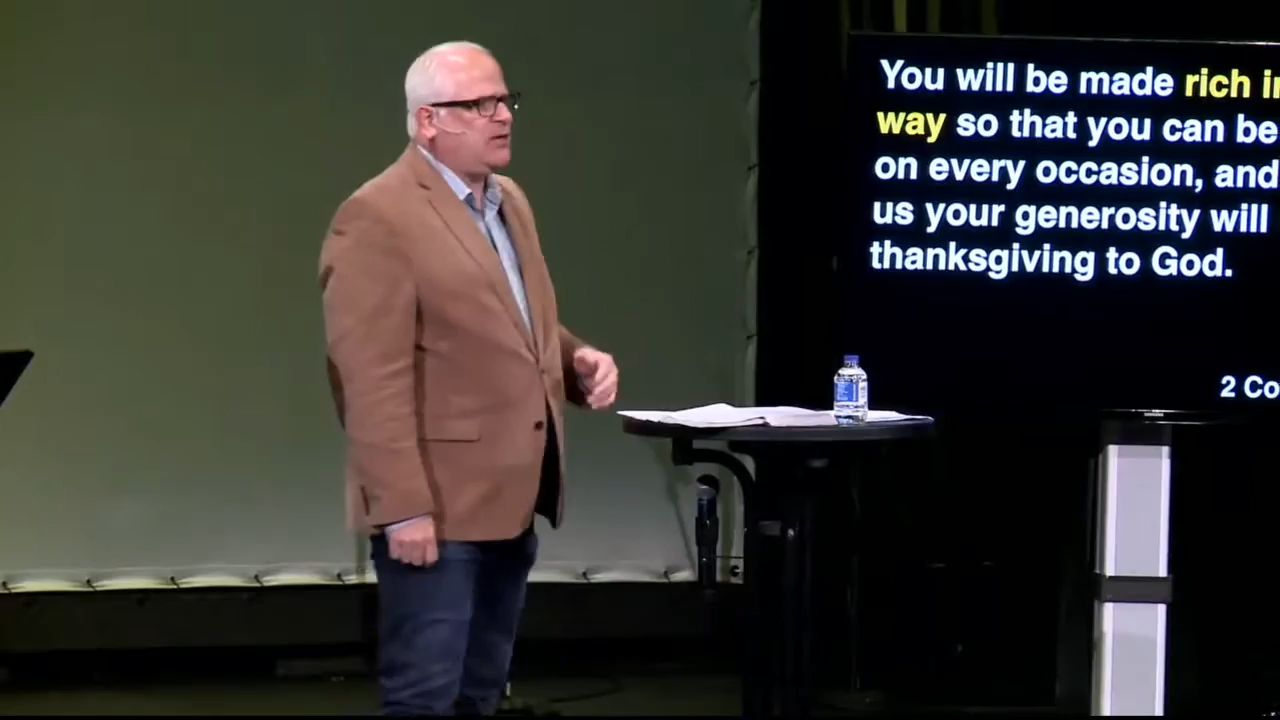 You will be made rich in
way so that you can be
on every occasion, and
us your generosity will
thanksgiving to God.
2 Co